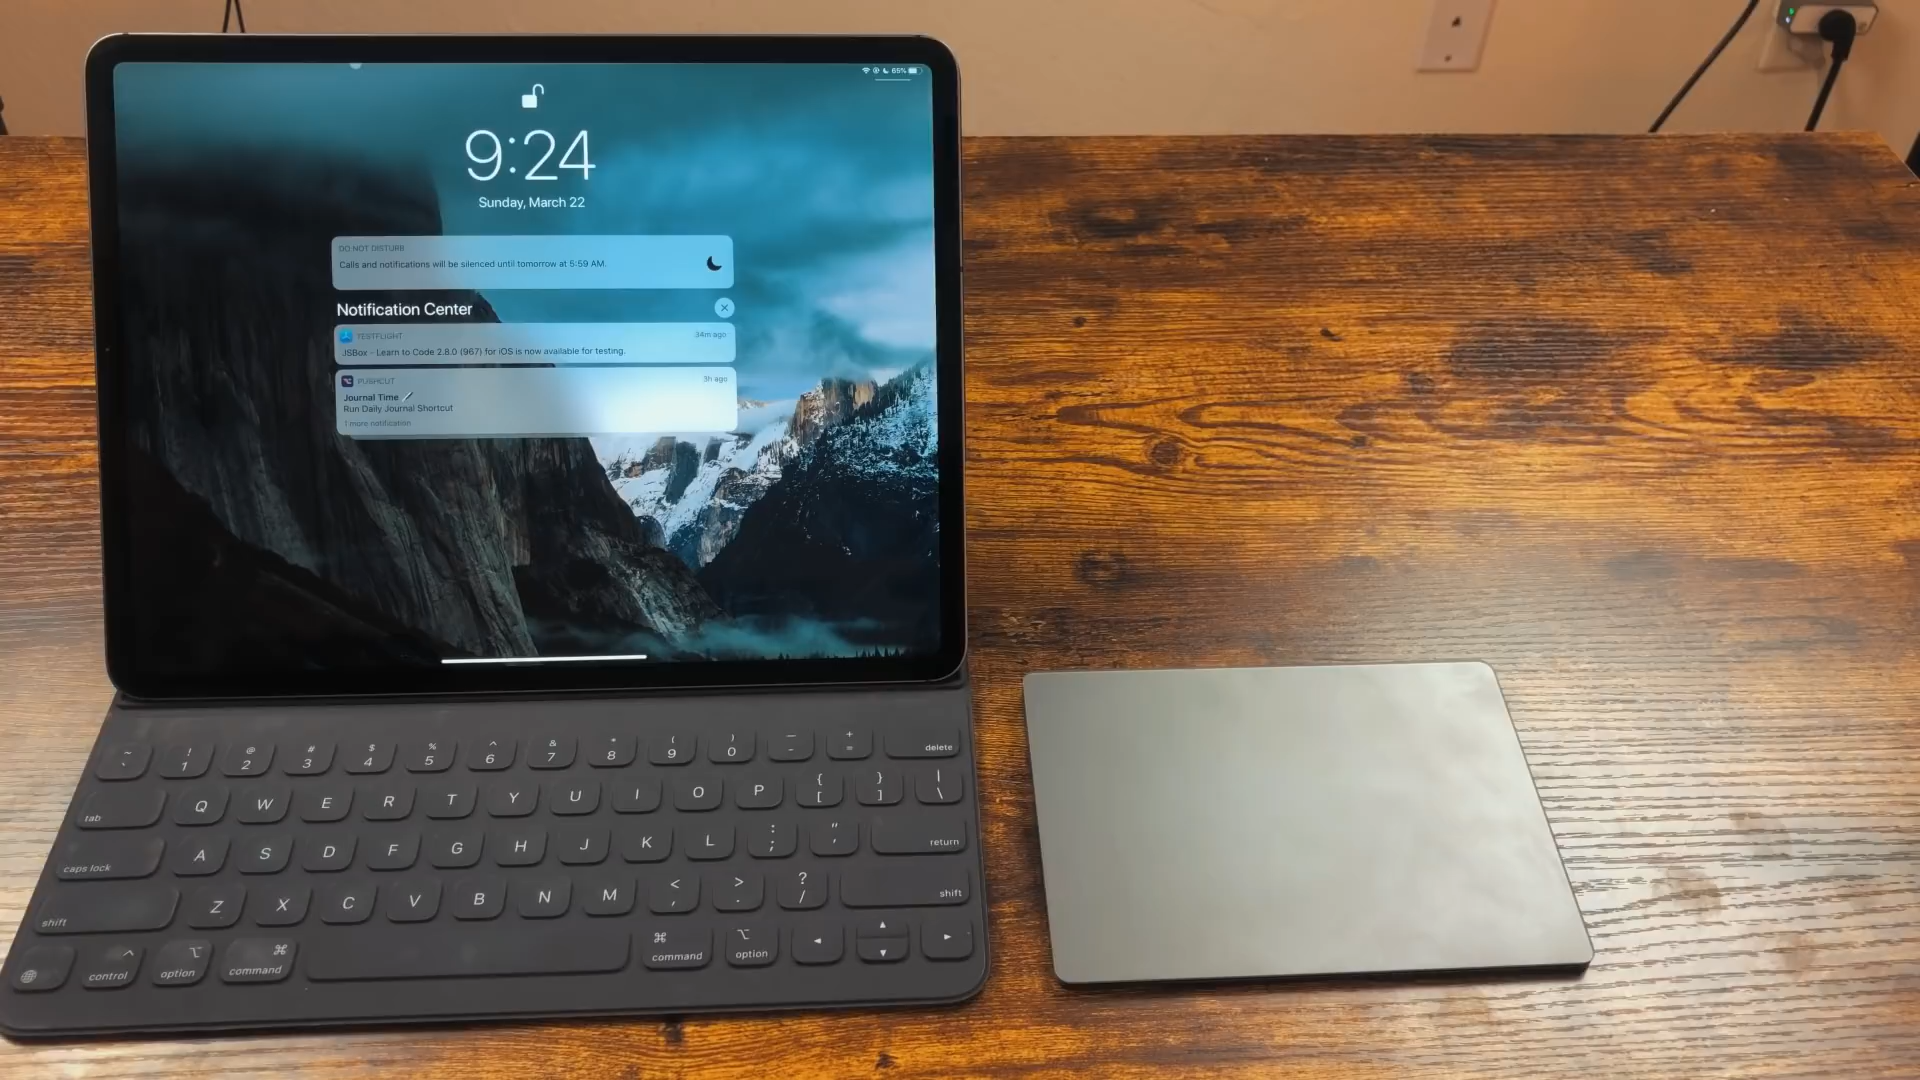 65%
9:24
Sunday, March 22
DO NOT DISTURB
Calls and notifications will be silenced until tomorrow at 5:59 AM.
Notification Center
TESTFLIGHT 34m ago
JSBox - Learn to Code 2.8.0 (967) for iOS is now available for testing.
PUSHCUT 3h ago
Journal Time
Run Daily Journal Shortcut
1 more notification
~ ! @ # $ % ^ & * ( ) — +
` 1 2 3 4 5 6 7 8 9 0 - = delete
{ } |
tab Q W E R T Y U I O P [ ] \
: "
caps lock A S D F G H J K L ; ' return
< > ?
shift Z X C V B N M , . / shift
^ ⌥ ⌘ ⌘ ⌥ ▲
control option command command option ◄ ▼ ►